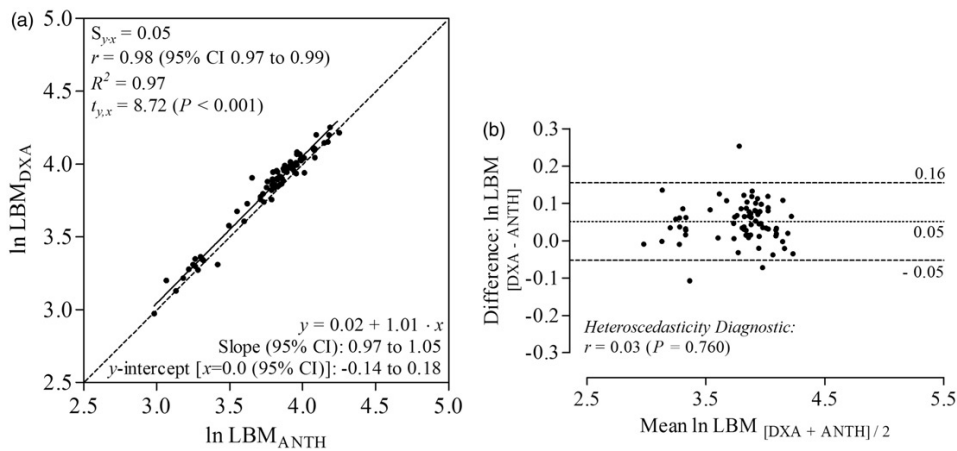 (a)
5.0
4.5
4.0
3.5
3.0
2.5
ln LBM_DXA
S_y·x = 0.05
r = 0.98 (95% CI 0.97 to 0.99)
R² = 0.97
t_y,x = 8.72 (P < 0.001)
y = 0.02 + 1.01 · x
Slope (95% CI): 0.97 to 1.05
y-intercept [x=0.0 (95% CI)]: -0.14 to 0.18
2.5 3.0 3.5 4.0 4.5 5.0
ln LBM_ANTH
(b)
0.3
0.2
0.1
0.0
-0.1
-0.2
-0.3
Difference: ln LBM
[DXA - ANTH]
0.16
0.05
- 0.05
Heteroscedasticity Diagnostic:
r = 0.03 (P = 0.760)
2.5 3.5 4.5 5.5
Mean ln LBM [DXA + ANTH] / 2